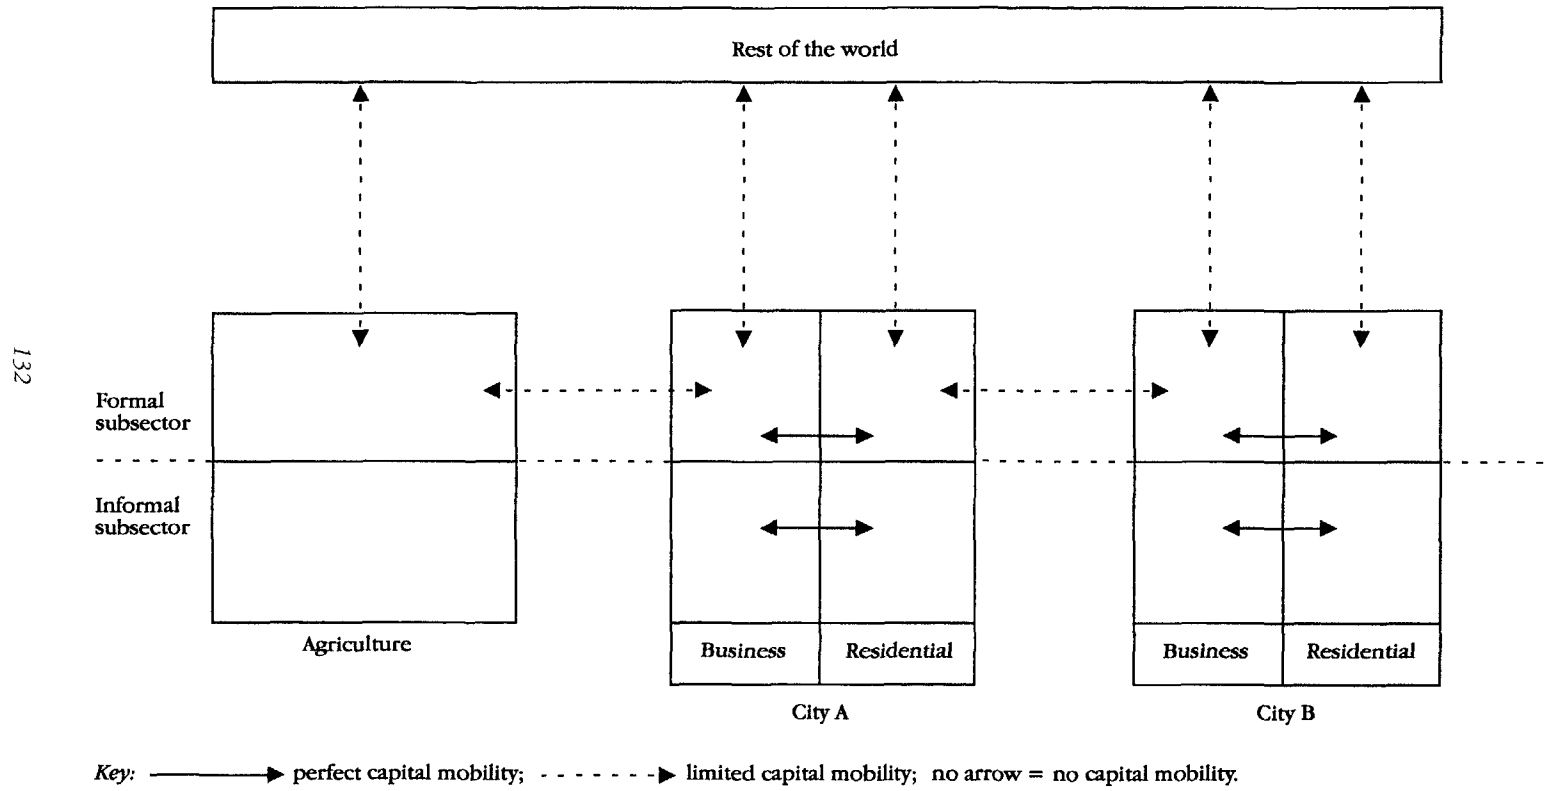 Rest of the world
132
Formal
subsector
Informal
subsector
Agriculture
Business
Residential
Business
Residential
City A
City B
Key: perfect capital mobility; limited capital mobility; no arrow = no capital mobility.